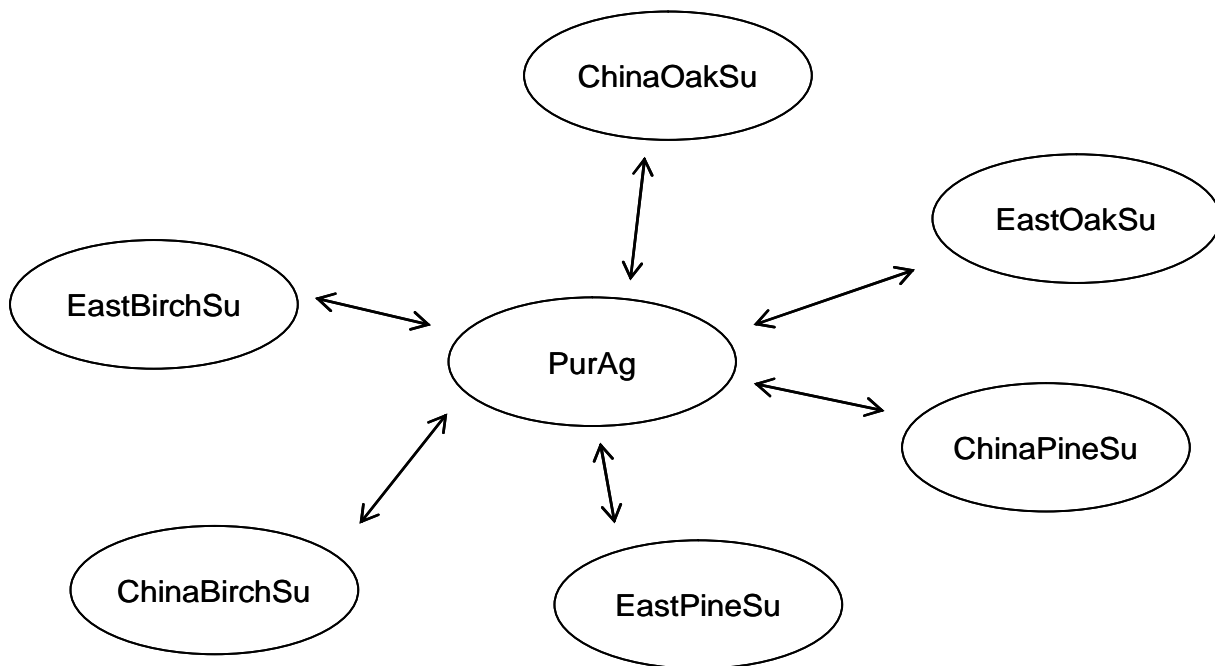 ChinaOakSu
EastOakSu
EastBirchSu
PurAg
ChinaPineSu
ChinaBirchSu
EastPineSu